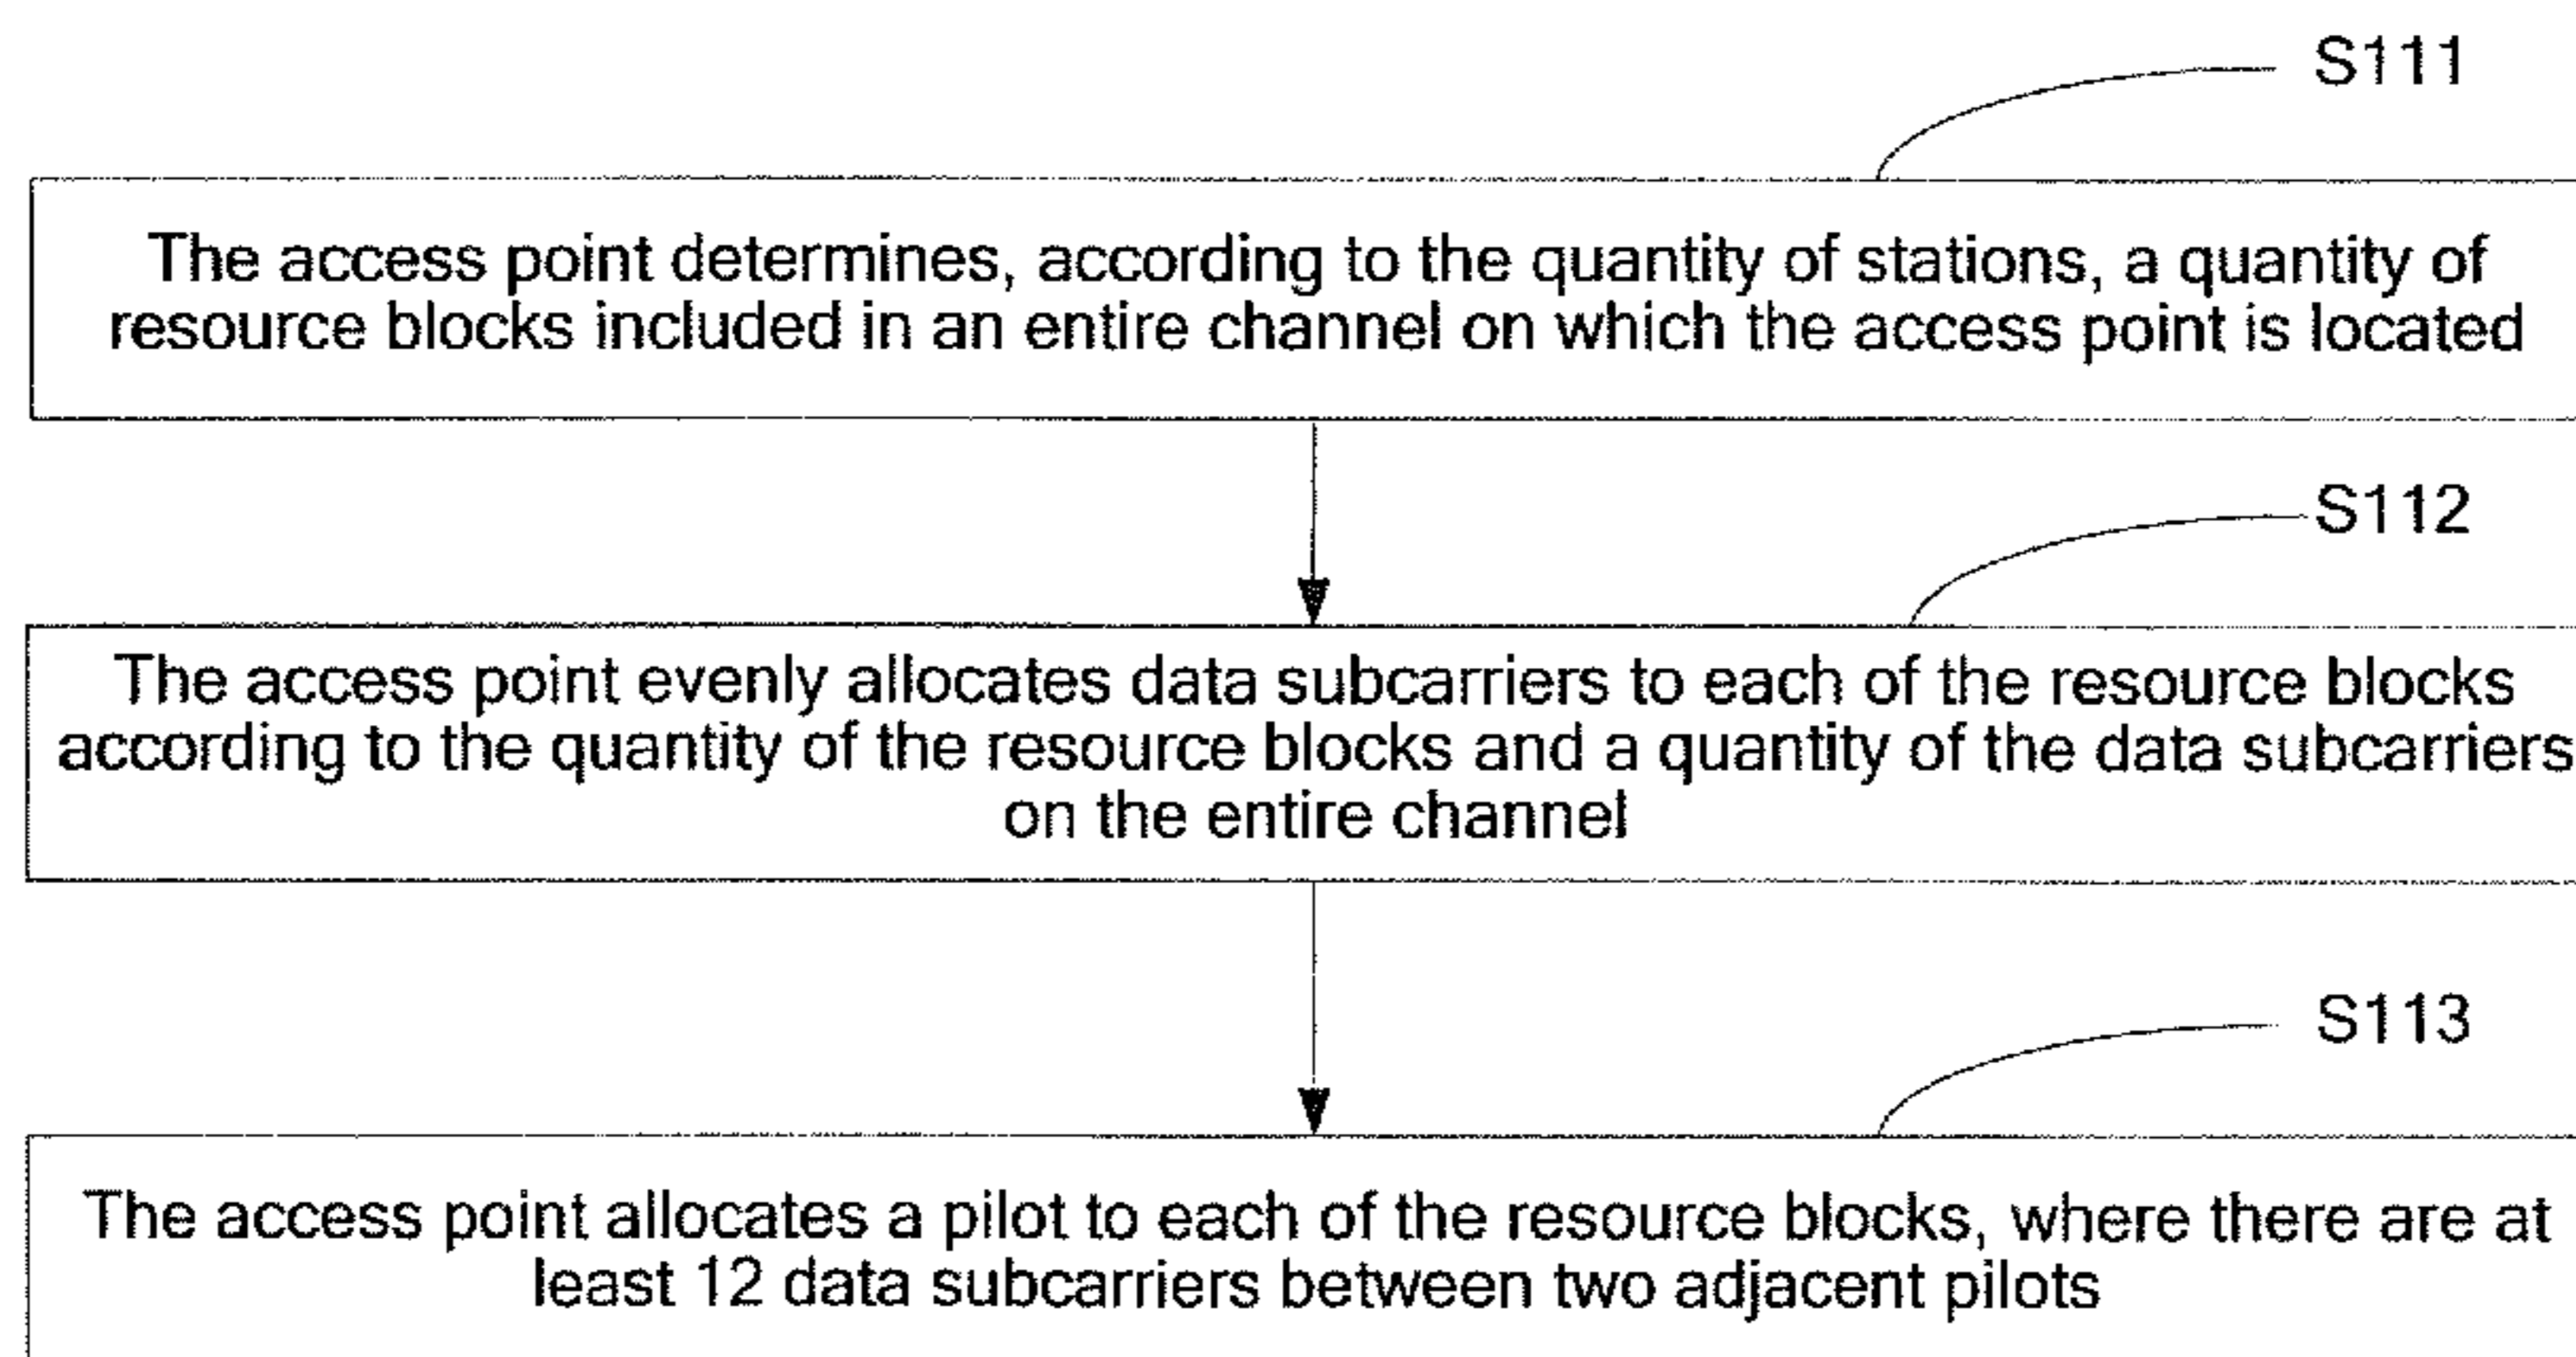 S111
The access point determines, according to the quantity of stations, a quantity of
resource blocks included in an entire channel on which the access point is located
S112
The access point evenly allocates data subcarriers to each of the resource blocks
according to the quantity of the resource blocks and a quantity of the data subcarriers
on the entire channel
S113
The access point allocates a pilot to each of the resource blocks, where there are at
least 12 data subcarriers between two adjacent pilots